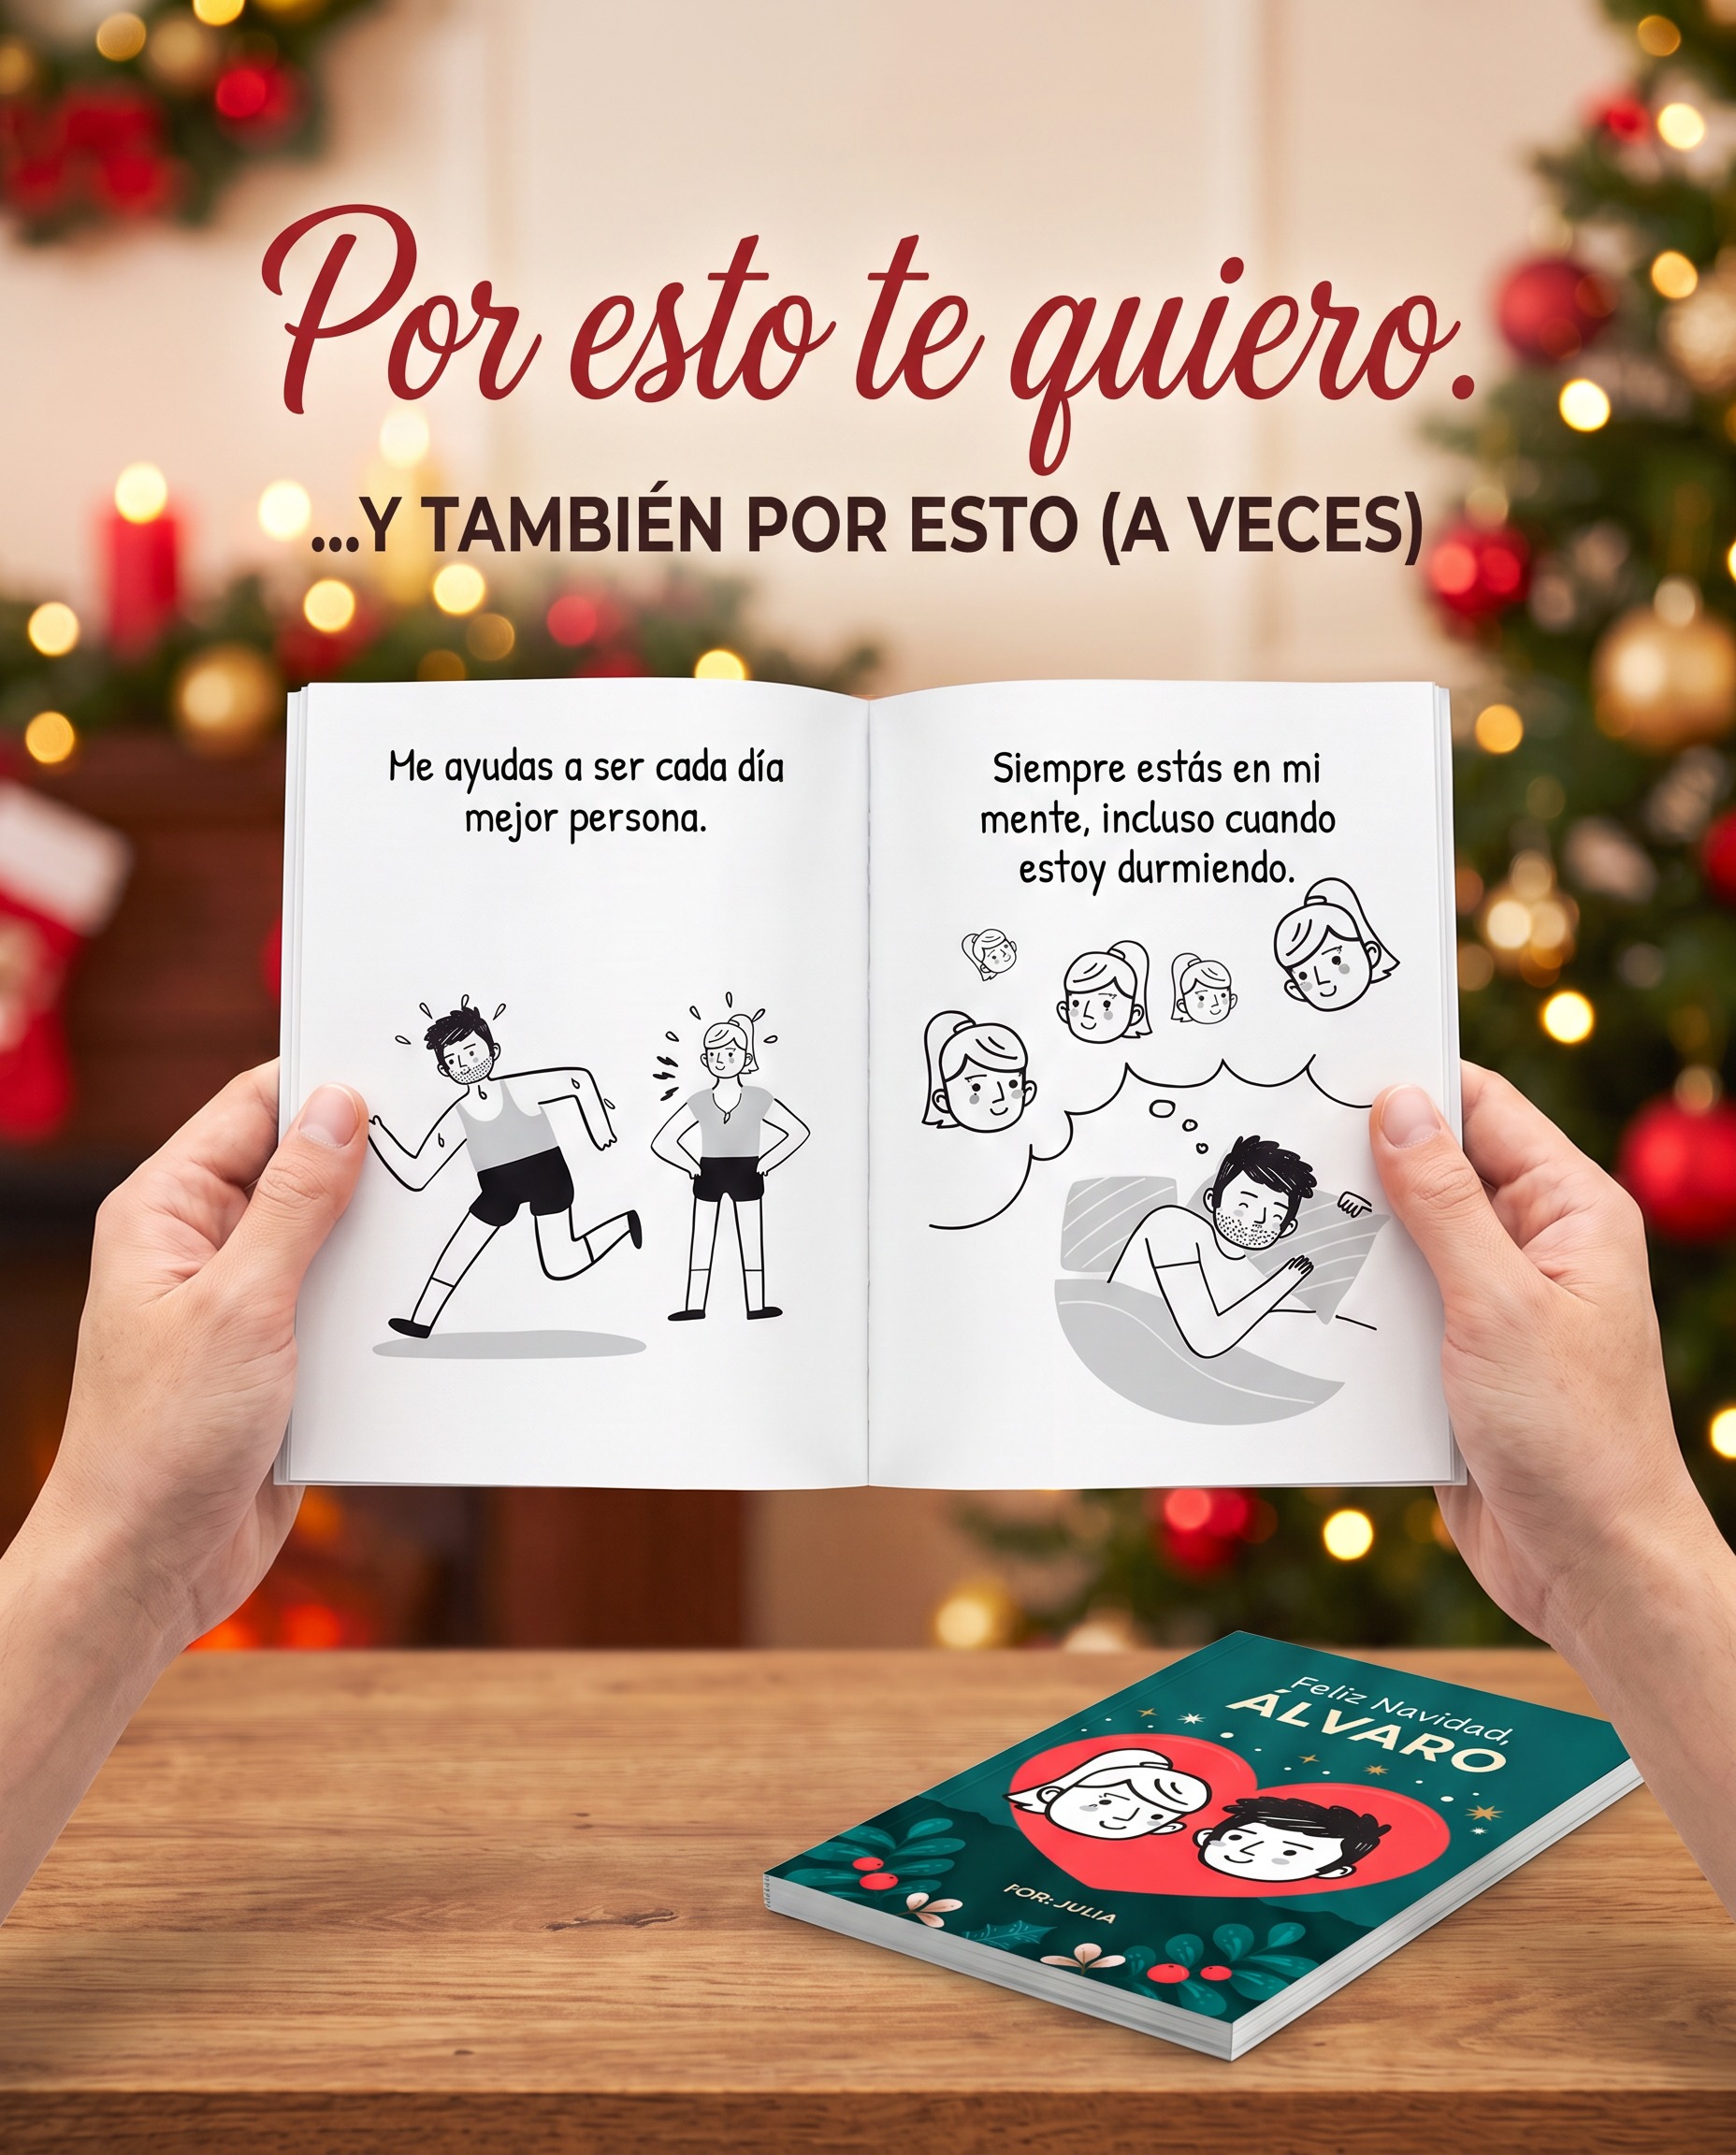 Por esto te quiero.
...Y TAMBIÉN POR ESTO (A VECES)
Me ayudas a ser cada día
mejor persona.
Siempre estás en mi
mente, incluso cuando
estoy durmiendo.
Feliz Navidad,
ÁLVARO
POR: JULIA